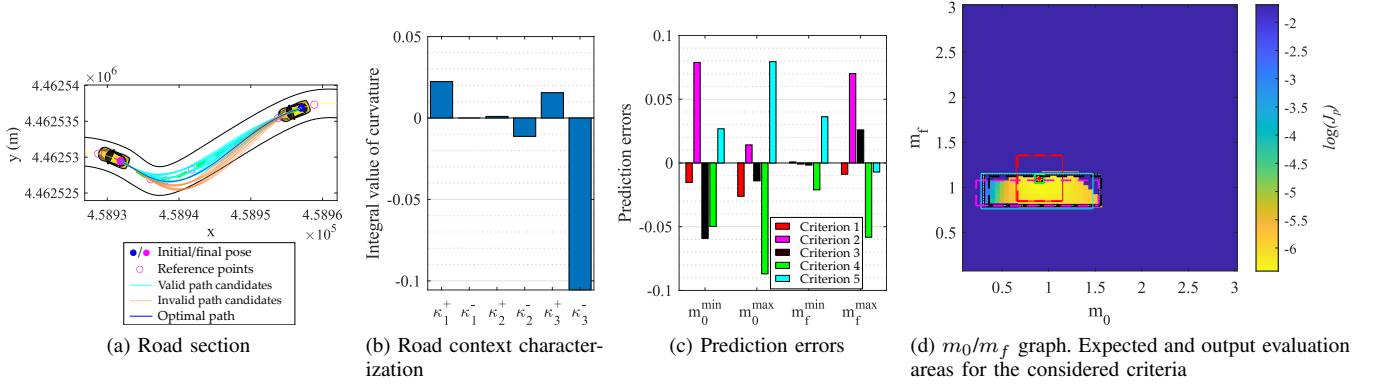 × 10⁶
4.46254
4.462535
4.46253
4.462525
y (m)
4.5893 4.5894 4.5895 4.5896
x
× 10⁵
Initial/final pose
Reference points
Valid path candidates
Invalid path candidates
Optimal path
(a) Road section
Integral value of curvature
0.05
0
-0.1
κ₁⁺ κ₁⁻ κ₂⁺ κ₂⁻ κ₃⁺ κ₃⁻
(b) Road context character-
ization
Prediction errors
0.1
0.05
0
-0.05
-0.1
Criterion 1
Criterion 2
Criterion 3
Criterion 4
Criterion 5
m₀ᵐⁱⁿ m₀ᵐᵃˣ m_f^min m_f^max
(c) Prediction errors
m_f
3
2.5
2
1.5
1
0.5
0.5 1 1.5 2 2.5 3
m₀
-2
-2.5
-3
-3.5
-4
-4.5
-5
-5.5
-6
log(J_p)
(d) m₀/m_f graph. Expected and output evaluation
areas for the considered criteria